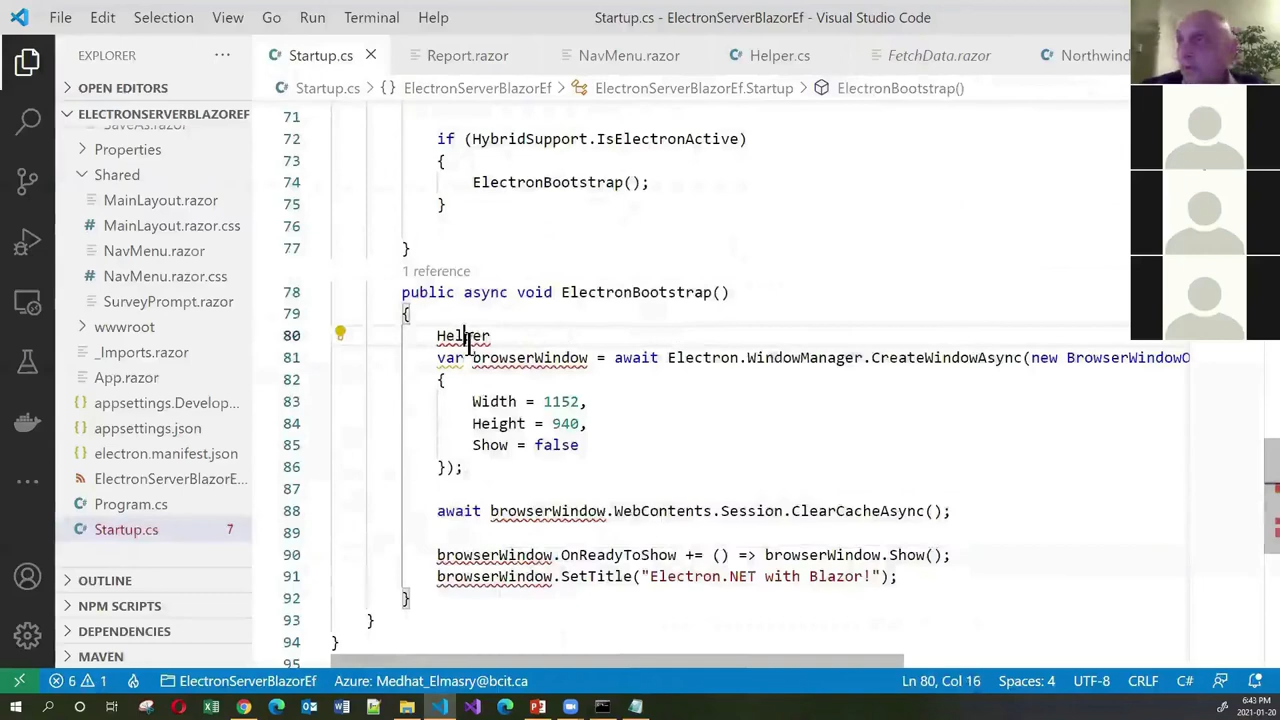 File Edit Selection View Go Run Terminal Help Startup.cs - ElectronServerBlazorEf - Visual Studio Code
EXPLORER ···
Startup.cs Report.razor NavMenu.razor Helper.cs FetchData.razor Northwind
Startup.cs > {} ElectronServerBlazorEf > ElectronServerBlazorEf.Startup > ElectronBootstrap()
OPEN EDITORS
ELECTRONSERVERBLAZOREF
SaveAs.razor
Properties
Shared
MainLayout.razor
# MainLayout.razor.css
NavMenu.razor
# NavMenu.razor.css
SurveyPrompt.razor
wwwroot
_Imports.razor
App.razor
{} appsettings.Develop...
{} appsettings.json
{} electron.manifest.json
ElectronServerBlazorE...
Program.cs
Startup.cs 7
OUTLINE
NPM SCRIPTS
DEPENDENCIES
MAVEN
71
72 if (HybridSupport.IsElectronActive)
73 {
74 ElectronBootstrap();
75 }
76
77 }
1 reference
78 public async void ElectronBootstrap()
79 {
80 Helper
81 var browserWindow = await Electron.WindowManager.CreateWindowAsync(new BrowserWindowO
82 {
83 Width = 1152,
84 Height = 940,
85 Show = false
86 });
87
88 await browserWindow.WebContents.Session.ClearCacheAsync();
89
90 browserWindow.OnReadyToShow += () => browserWindow.Show();
91 browserWindow.SetTitle("Electron.NET with Blazor!");
92 }
93 }
94 }
95
6 1 ElectronServerBlazorEf Azure: Medhat_Elmasry@bcit.ca Ln 80, Col 16 Spaces: 4 UTF-8 CRLF C#
6:43 PM
2021-01-20